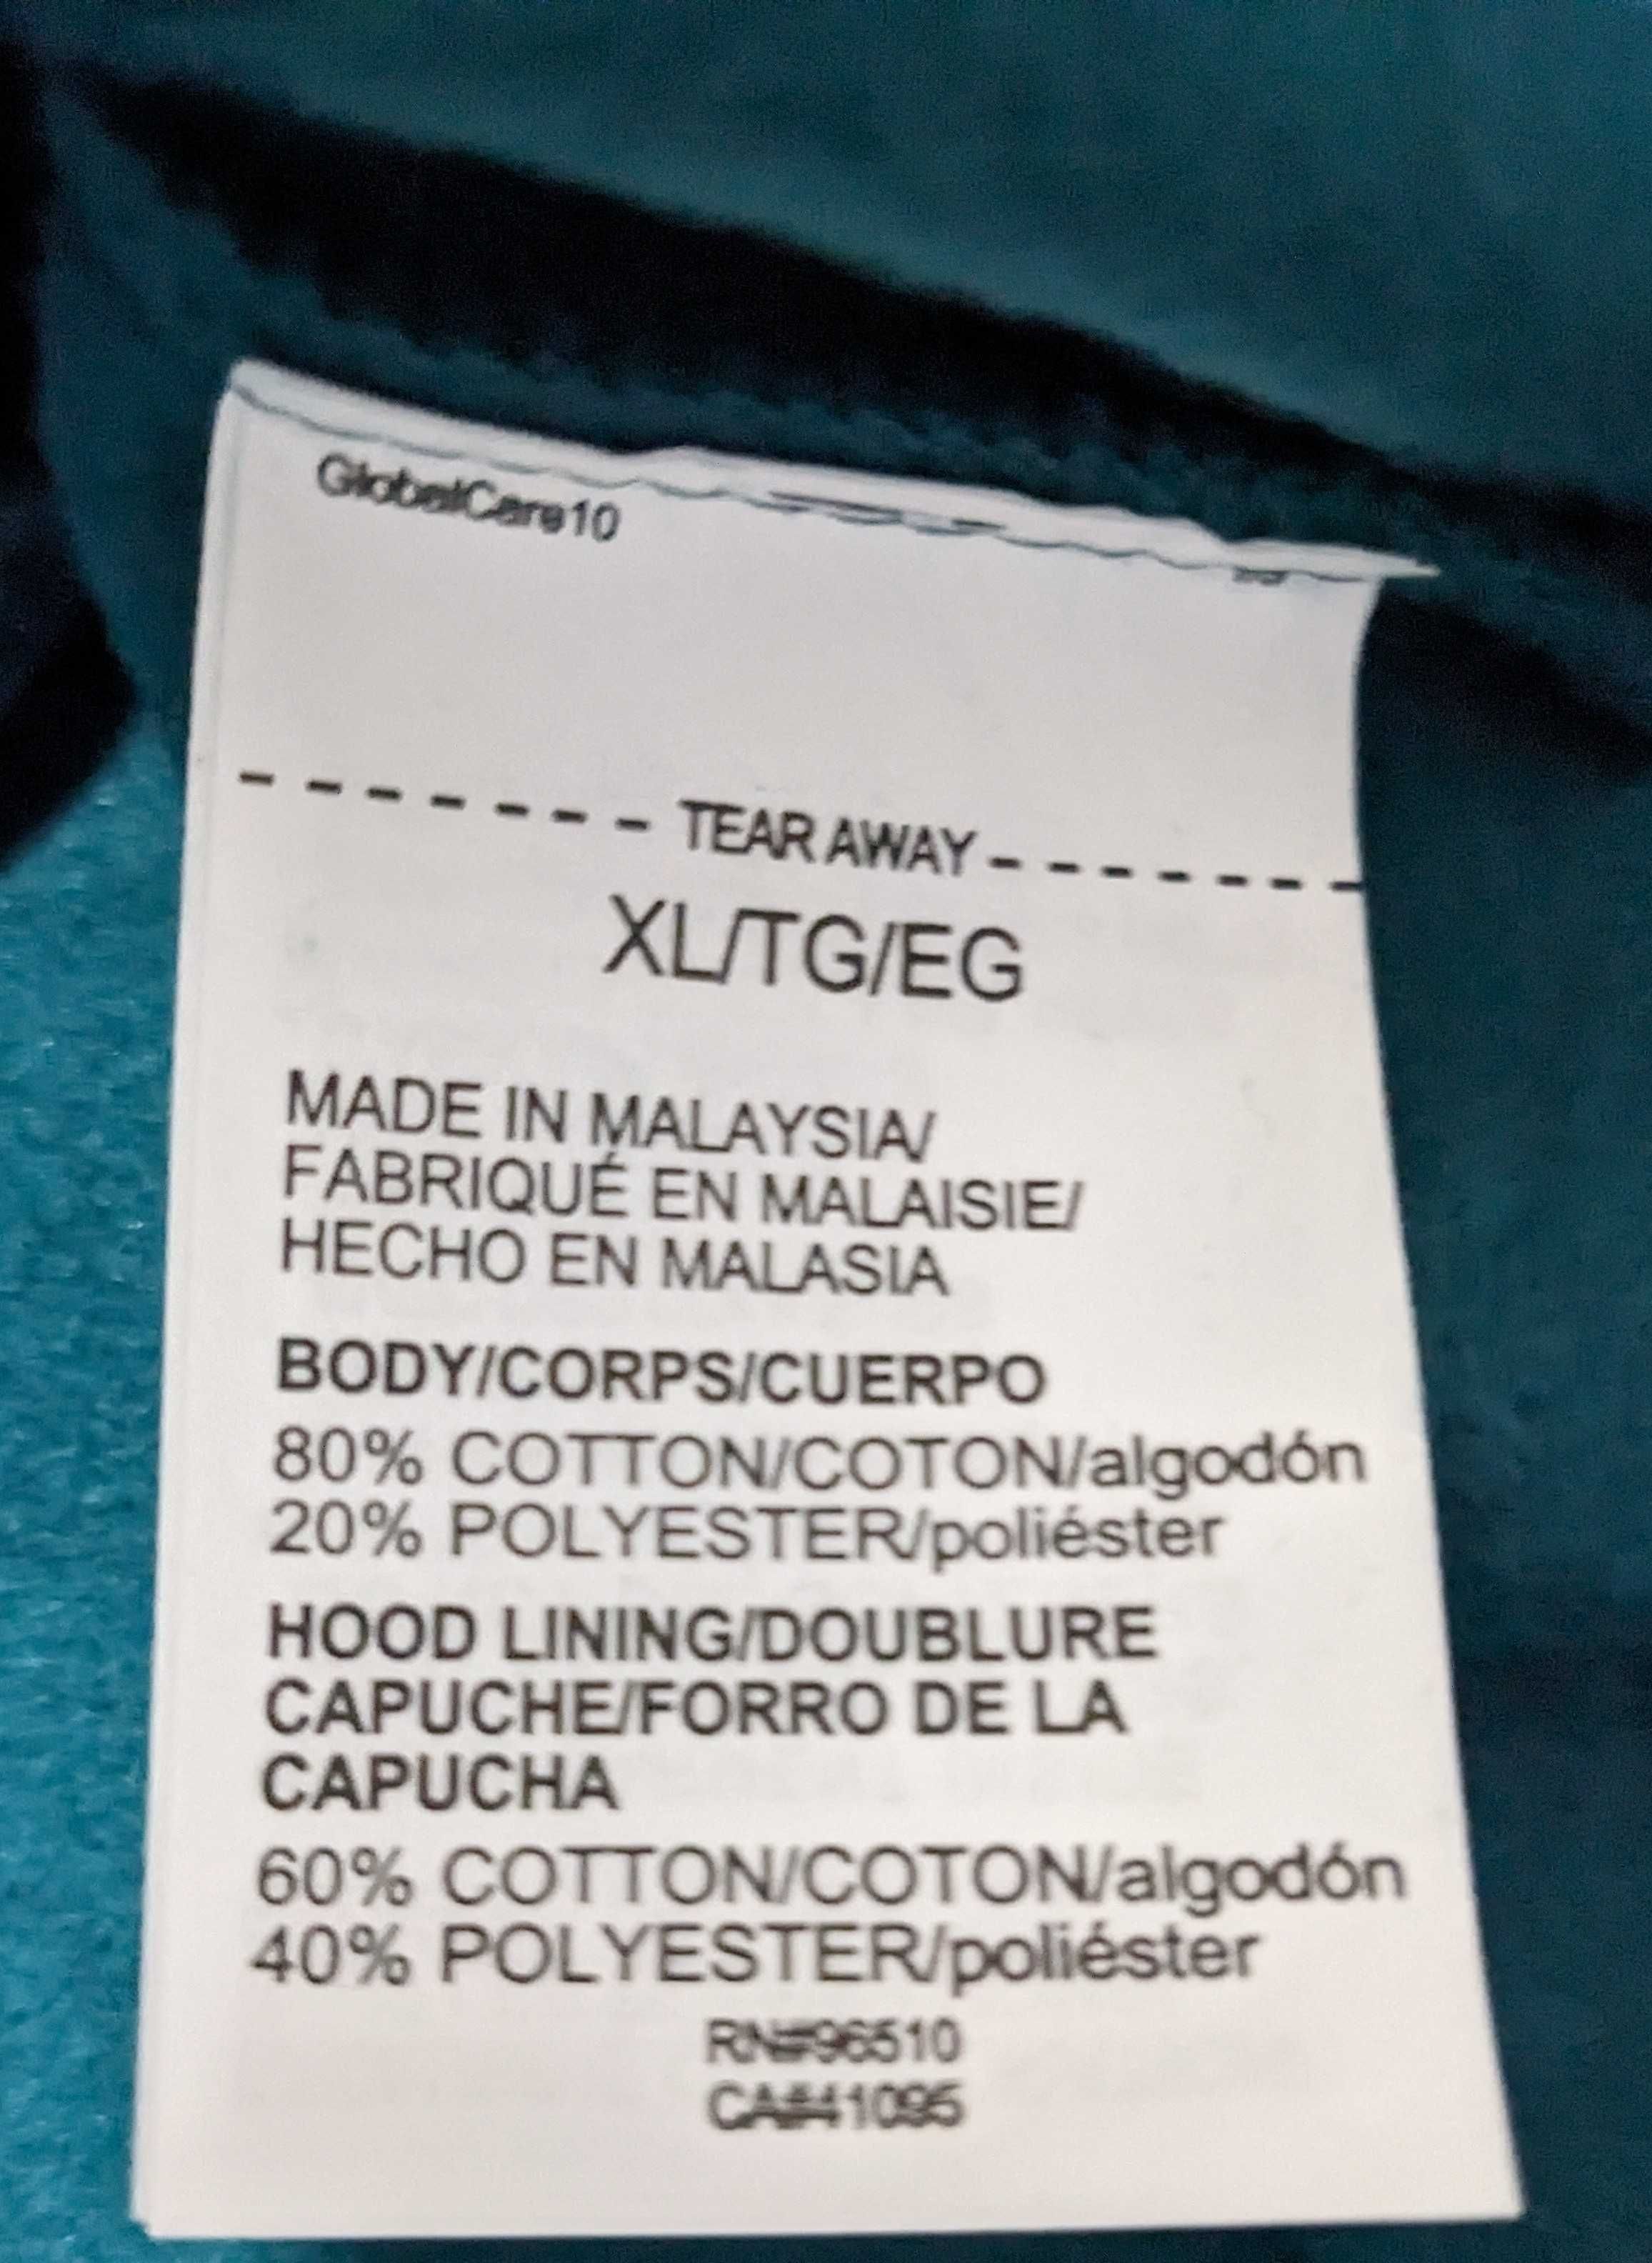 GlobalCare10
- - - - - - - TEAR AWAY - - - - - - -
XL/TG/EG
MADE IN MALAYSIA/
FABRIQUÉ EN MALAISIE/
HECHO EN MALASIA
BODY/CORPS/CUERPO
80% COTTON/COTON/algodón
20% POLYESTER/poliéster
HOOD LINING/DOUBLURE
CAPUCHE/FORRO DE LA
CAPUCHA
60% COTTON/COTON/algodón
40% POLYESTER/poliéster
RN#96510
CA#41095